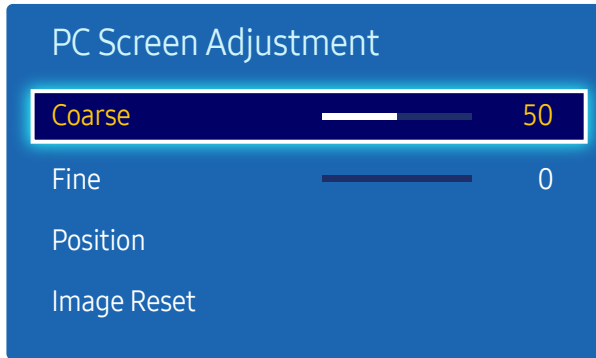 PC Screen Adjustment
Coarse 50
Fine 0
Position
Image Reset